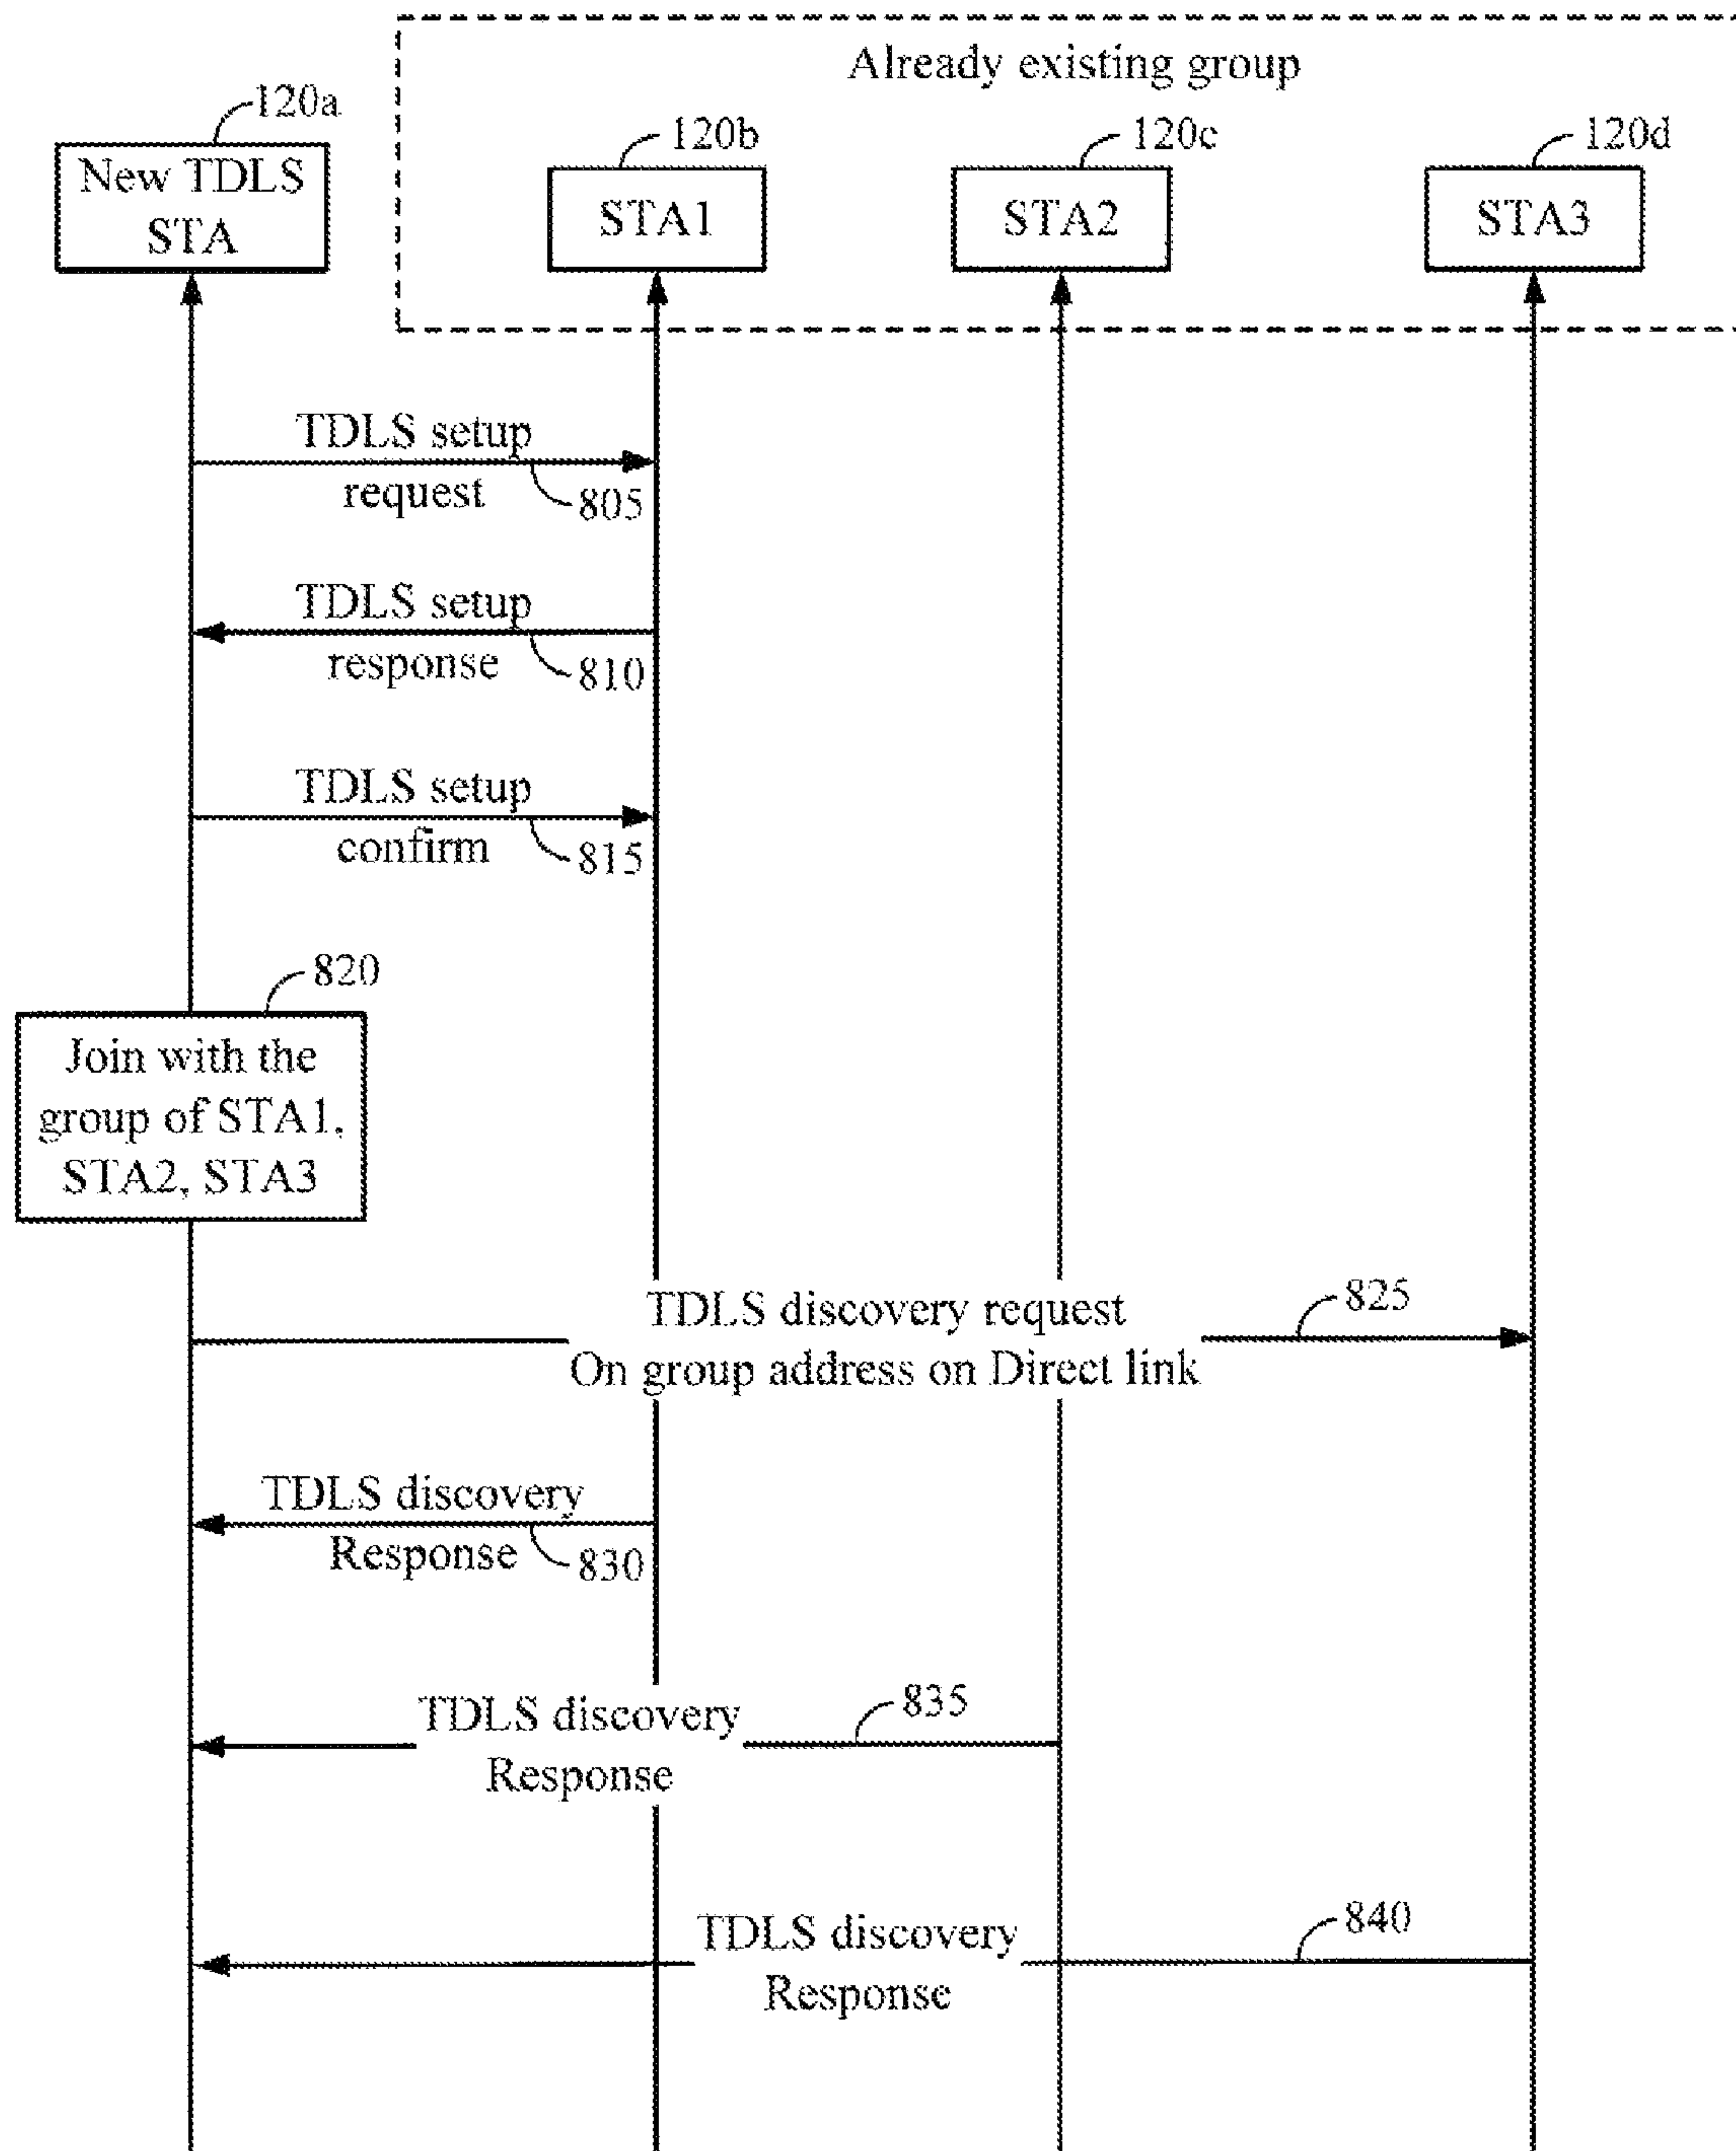 Already existing group
120a
120b
120c
120d
New TDLS
STA
STA1
STA2
STA3
TDLS setup
request
805
TDLS setup
response
810
TDLS setup
confirm
815
820
Join with the
group of STA1,
STA2, STA3
825
TDLS discovery request
On group address on Direct link
TDLS discovery
Response
830
835
TDLS discovery
Response
840
TDLS discovery
Response